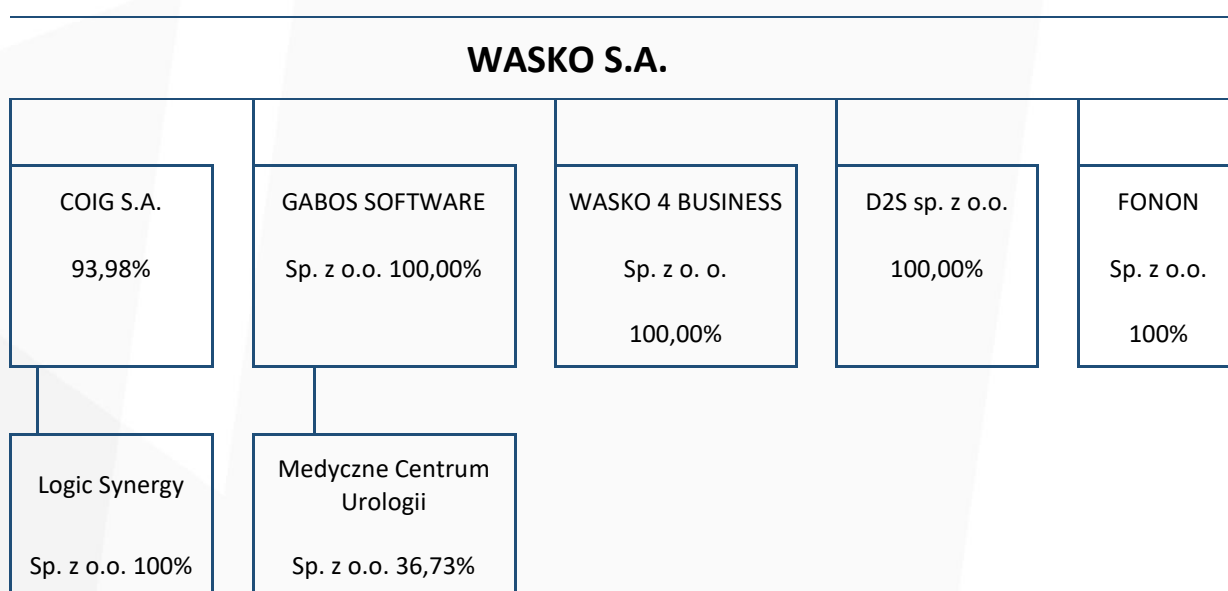 WASKO S.A.
COIG S.A.
93,98%
GABOS SOFTWARE
Sp. z o.o. 100,00%
WASKO 4 BUSINESS
Sp. z o. o.
100,00%
D2S sp. z o.o.
100,00%
FONON
Sp. z o.o.
100%
Logic Synergy
Sp. z o.o. 100%
Medyczne Centrum
Urologii
Sp. z o.o. 36,73%